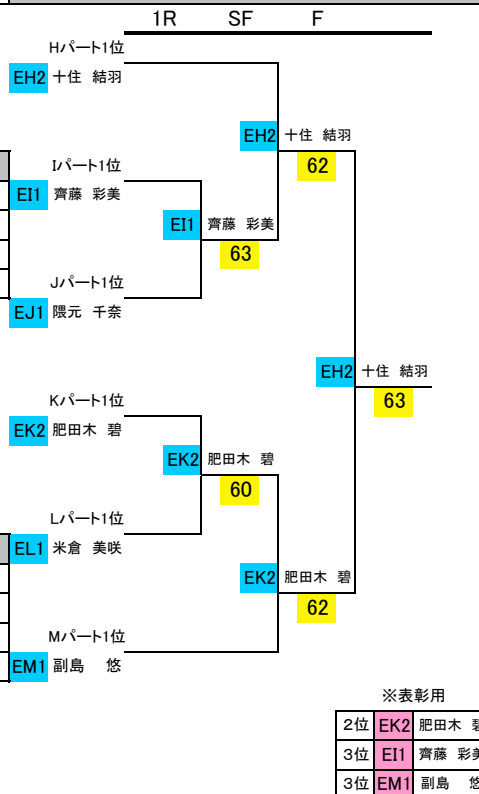 1R SF F
Hパート1位
EH2 十住 結羽
EH2 十住 結羽
62
Iパート1位
EI1 齊藤 彩美
EI1 齊藤 彩美
63
Jパート1位
EJ1 隈元 千奈
EH2 十住 結羽
63
Kパート1位
EK2 肥田木 碧
EK2 肥田木 碧
60
Lパート1位
EL1 米倉 美咲
EK2 肥田木 碧
62
Mパート1位
EM1 副島 悠
※表彰用
2位 EK2 肥田木 碧
3位 EI1 齊藤 彩美
3位 EM1 副島 悠